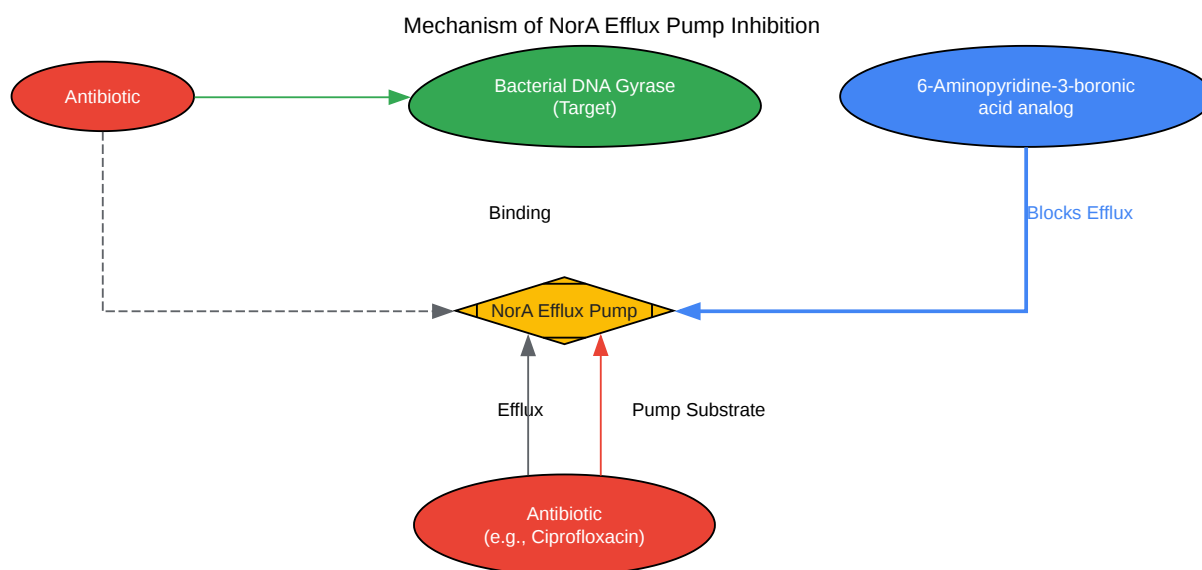 Mechanism of NorA Efflux Pump Inhibition
Antibiotic
Bacterial DNA Gyrase
(Target)
6-Aminopyridine-3-boronic
acid analog
Binding
Blocks Efflux
NorA Efflux Pump
Efflux
Pump Substrate
Antibiotic
(e.g., Ciprofloxacin)